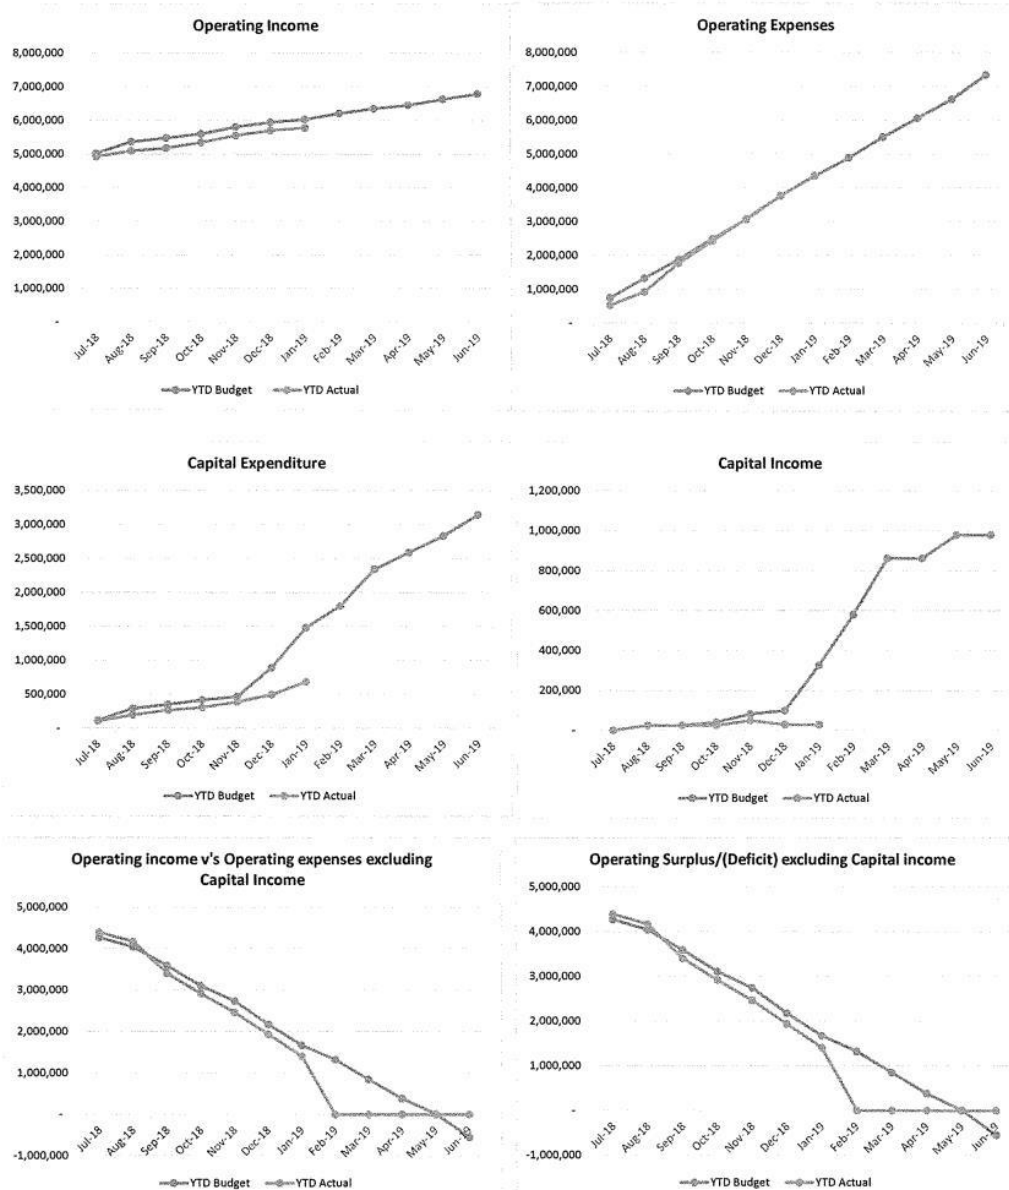 Operating Income
8,000,000
7,000,000
6,000,000
5,000,000
4,000,000
3,000,000
2,000,000
1,000,000
-
Jul-18 Aug-18 Sep-18 Oct-18 Nov-18 Dec-18 Jan-19 Feb-19 Mar-19 Apr-19 May-19 Jun-19
YTD Budget YTD Actual
Operating Expenses
8,000,000
7,000,000
6,000,000
5,000,000
4,000,000
3,000,000
2,000,000
1,000,000
-
Jul-18 Aug-18 Sep-18 Oct-18 Nov-18 Dec-18 Jan-19 Feb-19 Mar-19 Apr-19 May-19 Jun-19
YTD Budget YTD Actual
Capital Expenditure
3,500,000
3,000,000
2,500,000
2,000,000
1,500,000
1,000,000
500,000
-
Jul-18 Aug-18 Sep-18 Oct-18 Nov-18 Dec-18 Jan-19 Feb-19 Mar-19 Apr-19 May-19 Jun-19
YTD Budget YTD Actual
Capital Income
1,200,000
1,000,000
800,000
600,000
400,000
200,000
-
Jul-18 Aug-18 Sep-18 Oct-18 Nov-18 Dec-18 Jan-19 Feb-19 Mar-19 Apr-19 May-19 Jun-19
YTD Budget YTD Actual
Operating income v's Operating expenses excluding
Capital Income
5,000,000
4,000,000
3,000,000
2,000,000
1,000,000
-
-1,000,000
Jul-18 Aug-18 Sep-18 Oct-18 Nov-18 Dec-18 Jan-19 Feb-19 Mar-19 Apr-19 May-19 Jun-19
YTD Budget YTD Actual
Operating Surplus/(Deficit) excluding Capital income
5,000,000
4,000,000
3,000,000
2,000,000
1,000,000
-
-1,000,000
Jul-18 Aug-18 Sep-18 Oct-18 Nov-18 Dec-18 Jan-19 Feb-19 Mar-19 Apr-19 May-19 Jun-19
YTD Budget YTD Actual